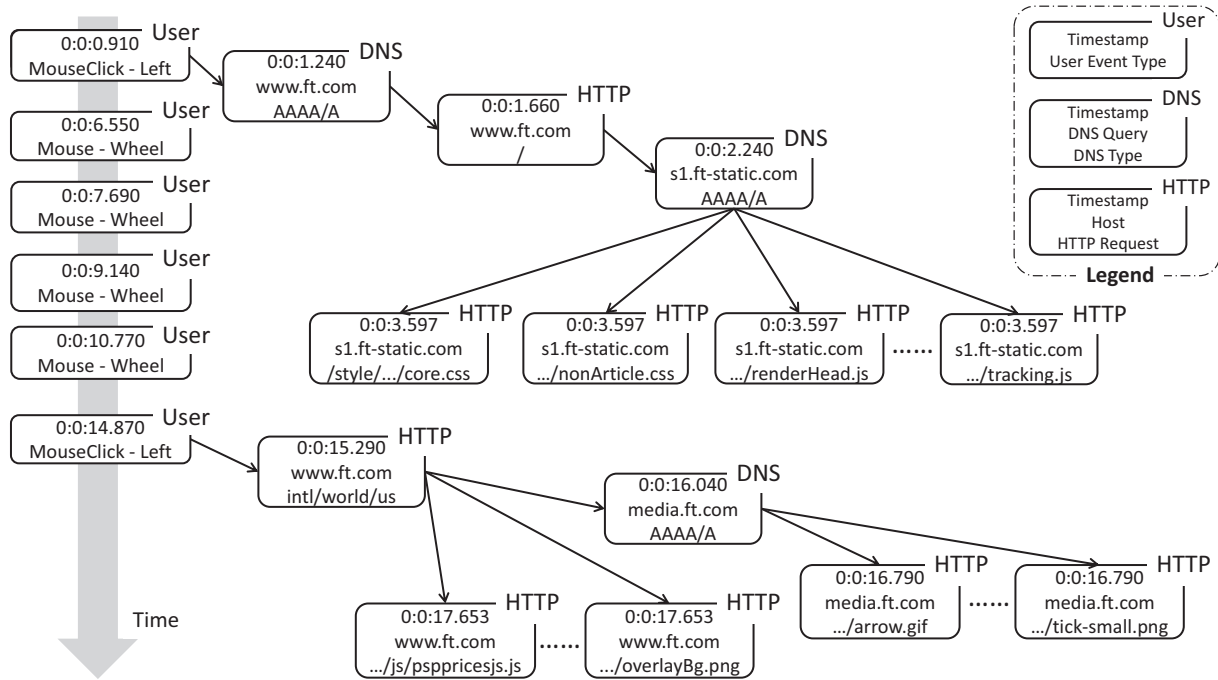 User
0:0:0.910
MouseClick - Left
DNS
0:0:1.240
www.ft.com
AAAA/A
HTTP
0:0:1.660
www.ft.com
/
DNS
0:0:2.240
s1.ft-static.com
AAAA/A
User
0:0:6.550
Mouse - Wheel
User
0:0:7.690
Mouse - Wheel
User
0:0:9.140
Mouse - Wheel
User
0:0:10.770
Mouse - Wheel
HTTP
0:0:3.597
s1.ft-static.com
/style/.../core.css
HTTP
0:0:3.597
s1.ft-static.com
.../nonArticle.css
HTTP
0:0:3.597
s1.ft-static.com
.../renderHead.js
......
HTTP
0:0:3.597
s1.ft-static.com
.../tracking.js
User
0:0:14.870
MouseClick - Left
HTTP
0:0:15.290
www.ft.com
intl/world/us
DNS
0:0:16.040
media.ft.com
AAAA/A
HTTP
0:0:16.790
media.ft.com
.../arrow.gif
......
HTTP
0:0:16.790
media.ft.com
.../tick-small.png
HTTP
0:0:17.653
www.ft.com
.../js/psppricesjs.js
......
HTTP
0:0:17.653
www.ft.com
.../overlayBg.png
Time
User
Timestamp
User Event Type
DNS
Timestamp
DNS Query
DNS Type
HTTP
Timestamp
Host
HTTP Request
Legend